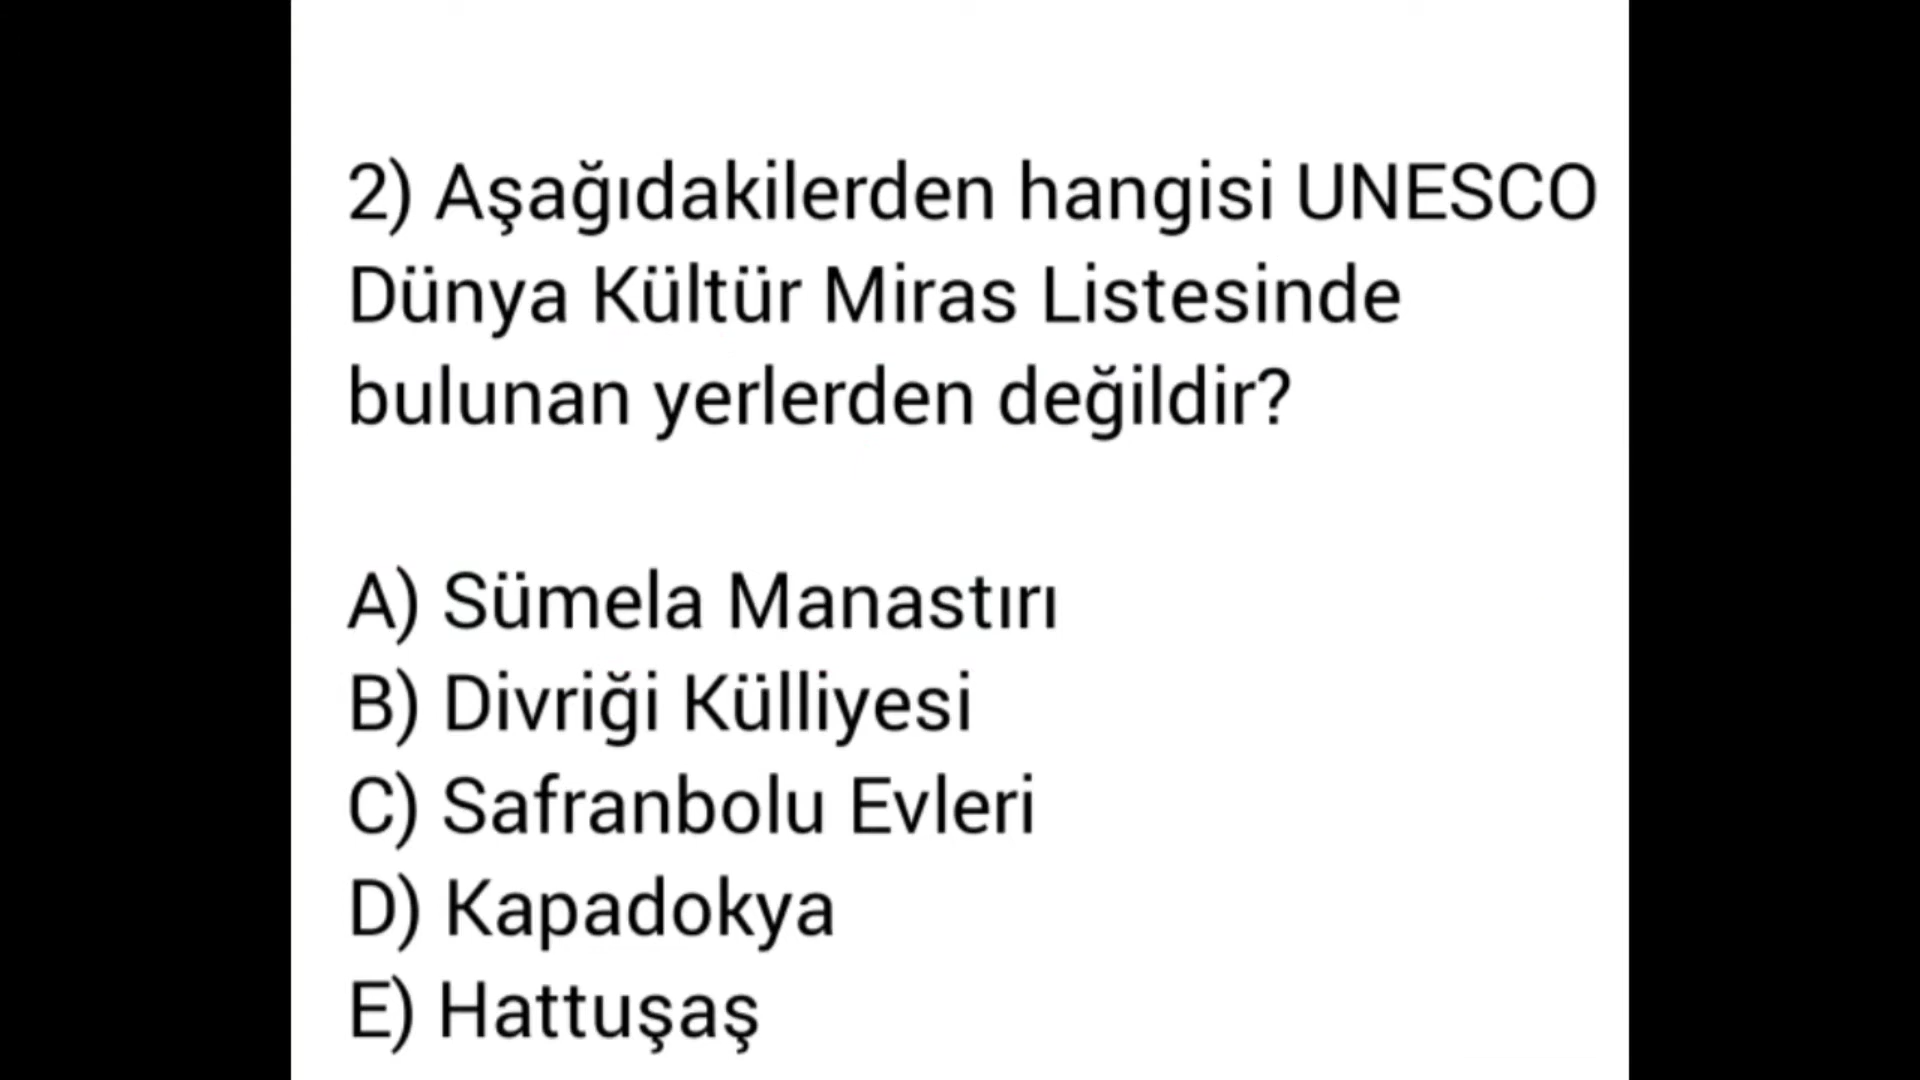 2) Aşağıdakilerden hangisi UNESCO
Dünya Kültür Miras Listesinde
bulunan yerlerden değildir?
A) Sümela Manastırı
B) Divriği Külliyesi
C) Safranbolu Evleri
D) Kapadokya
E) Hattuşaş